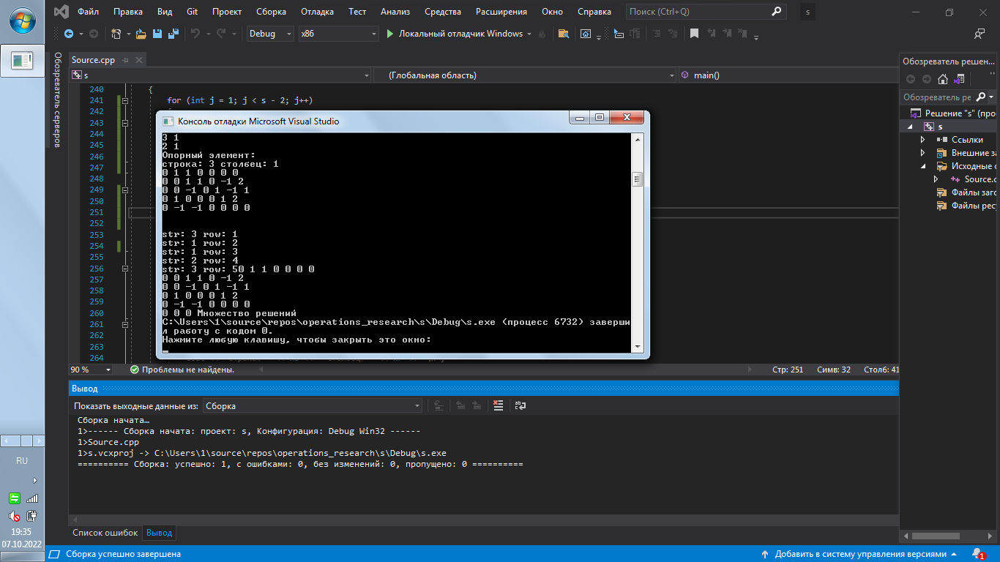 Файл Правка Вид Git Проект Сборка Отладка Тест Анализ Средства Расширения Окно Справка Поиск (Ctrl+Q) s
Debug x86 Локальный отладчик Windows
Обозреватель серверов
Source.cpp
s (Глобальная область) main()
240 {
241 for (int j = 1; j < s - 2; j++)
242
243
244
245
246
247
248
249
250
251
252
253
254
255
256
257
258
259
260
261
262
263
264
Консоль отладки Microsoft Visual Studio
3 1
2 1
Опорный элемент:
строка: 3 столбец: 1
0 1 1 0 0 0 0
0 0 1 1 0 -1 2
0 0 -1 0 1 -1 1
0 1 0 0 0 1 2
0 -1 -1 0 0 0 0
str: 3 row: 1
str: 1 row: 2
str: 1 row: 3
str: 2 row: 4
str: 3 row: 50 1 1 0 0 0 0
0 0 1 1 0 -1 2
0 0 -1 0 1 -1 1
0 1 0 0 0 1 2
0 -1 -1 0 0 0 0
0 0 0 Множество решений
C:\Users\1\source\repos\operations_research\s\Debug\s.exe (процесс 6732) заверши
л работу с кодом 0.
Нажмите любую клавишу, чтобы закрыть это окно:
90 % Проблемы не найдены. Стр: 251 Симв: 32 Столб: 41
Вывод
Показать выходные данные из: Сборка
Сборка начата…
1>------ Сборка начата: проект: s, Конфигурация: Debug Win32 ------
1>Source.cpp
1>s.vcxproj -> C:\Users\1\source\repos\operations_research\s\Debug\s.exe
========== Сборка: успешно: 1, с ошибками: 0, без изменений: 0, пропущено: 0 ==========
Список ошибок Вывод
Сборка успешно завершена
Добавить в систему управления версиями
1
Обозреватель решен...
Обозреватель ре
Решение "s" (про
s
Ссылки
Внешние за
Исходные ф
Source.c
Файлы заго
Файлы ресу
RU
19:35
07.10.2022